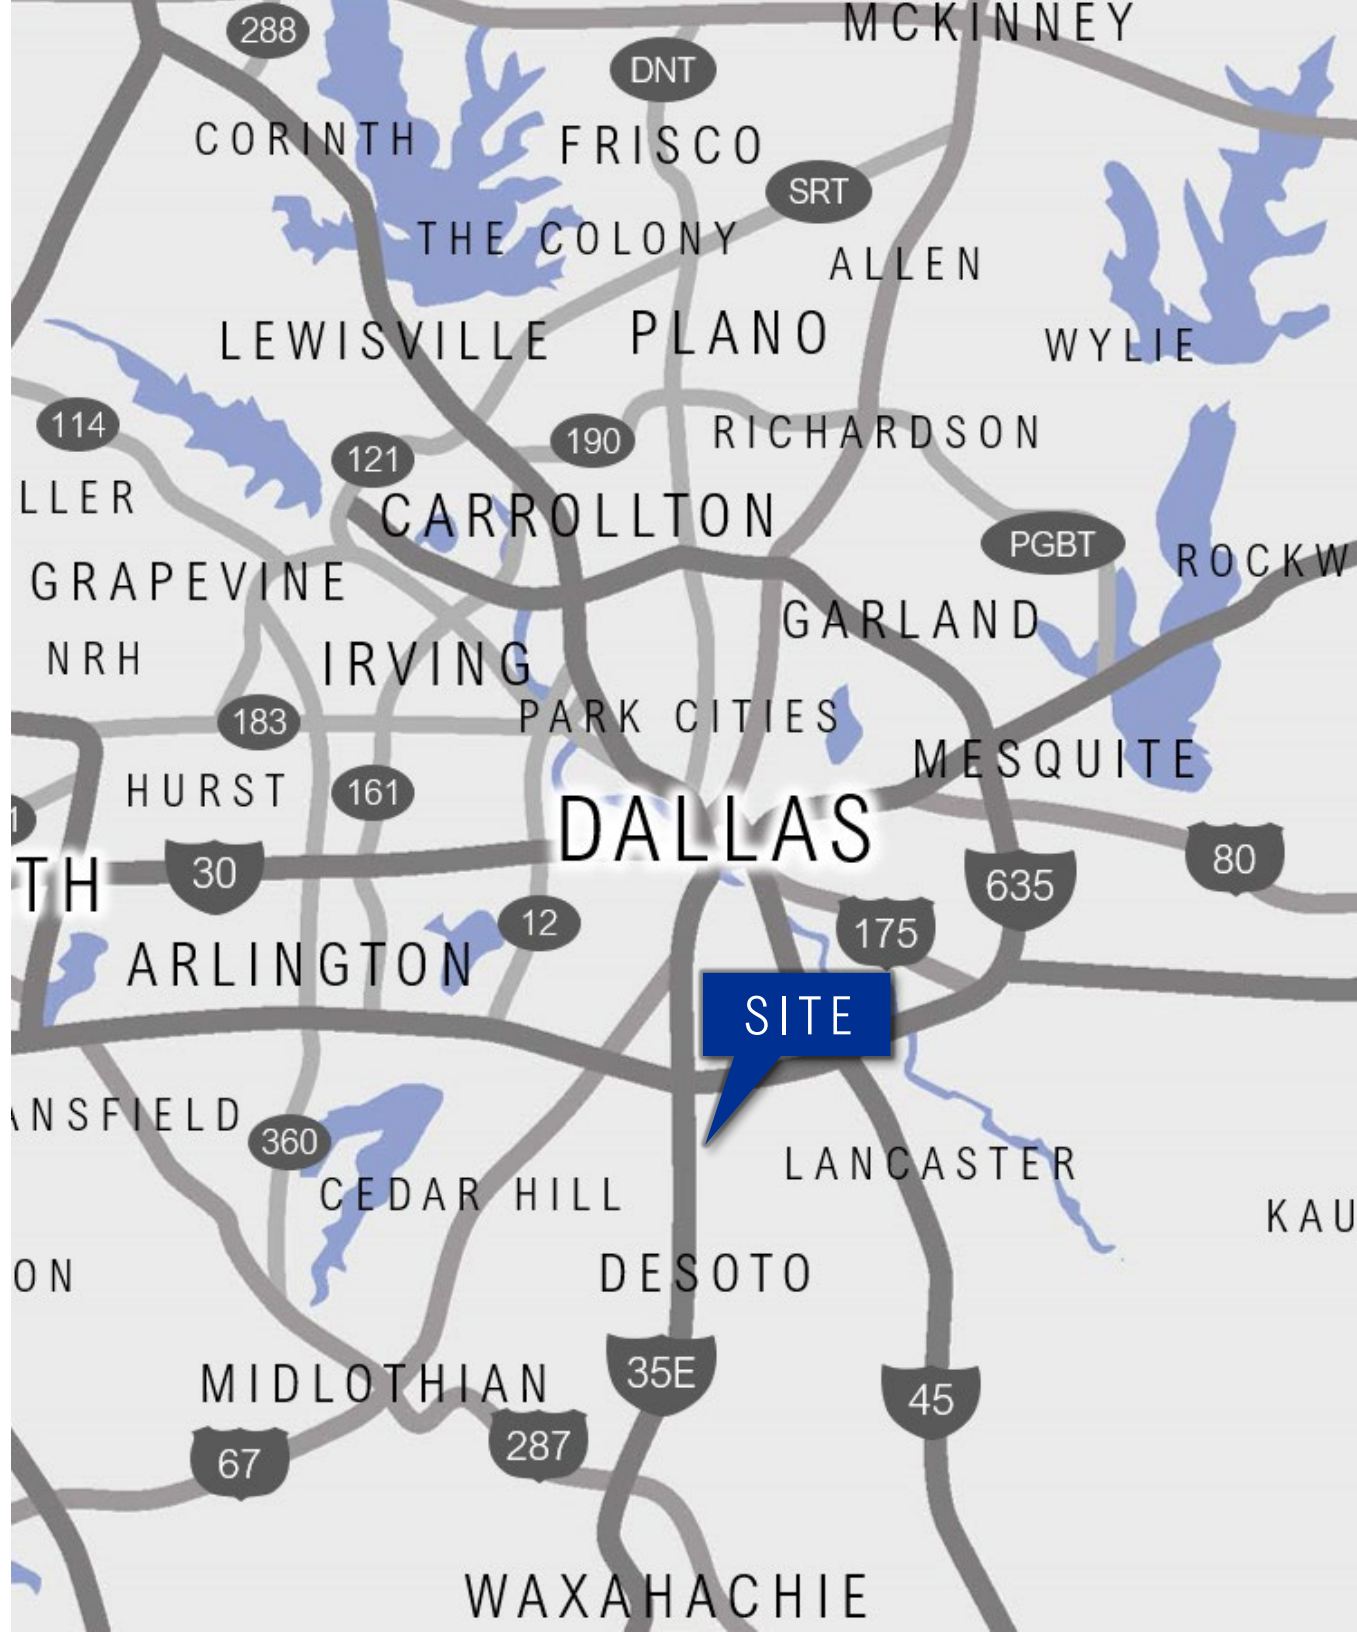 MCKINNEY
288
DNT
CORINTH
FRISCO
SRT
THE COLONY
ALLEN
LEWISVILLE
PLANO
WYLIE
114
121
190
RICHARDSON
LLER
CARROLLTON
PGBT
ROCKW
GRAPEVINE
GARLAND
NRH
IRVING
183
PARK CITIES
MESQUITE
HURST
161
DALLAS
1
TH
30
80
635
12
175
ARLINGTON
SITE
ANSFIELD
360
LANCASTER
CEDAR HILL
KAU
ON
DESOTO
MIDLOTHIAN
35E
45
67
287
WAXAHACHIE